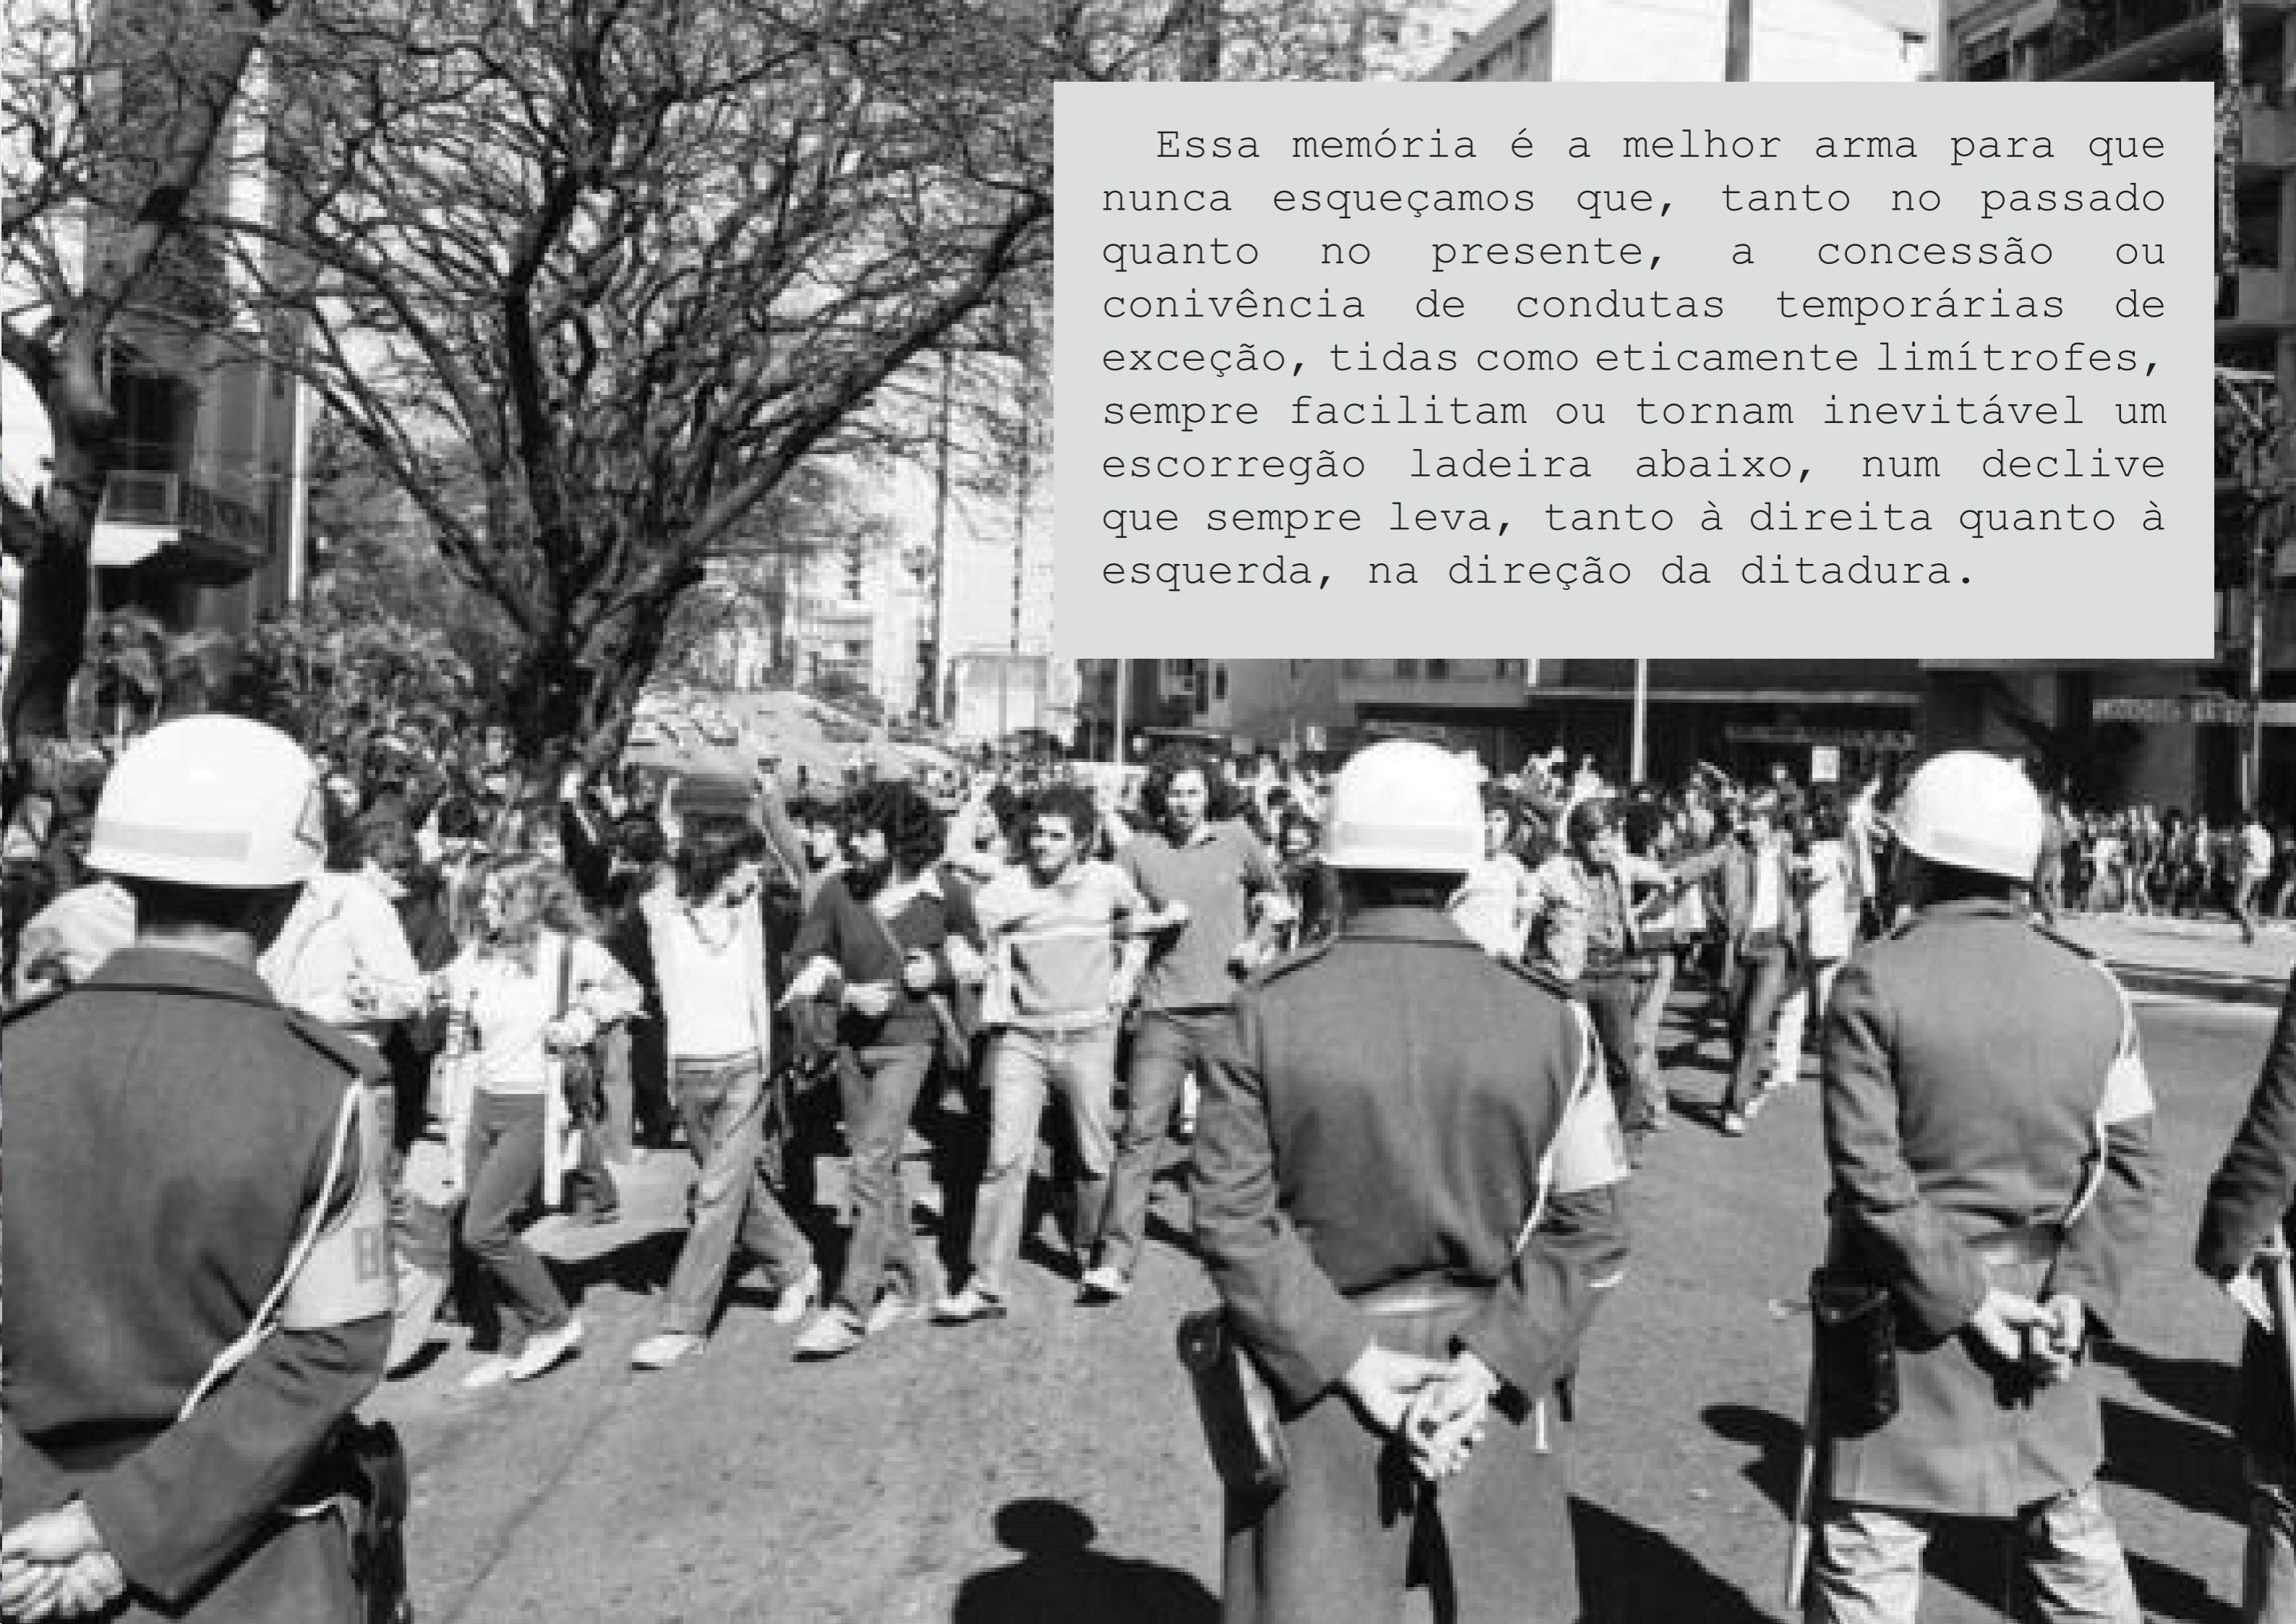 Essa memória é a melhor arma para que
nunca esqueçamos que, tanto no passado
quanto no presente, a concessão ou
conivência de condutas temporárias de
exceção, tidas como eticamente limítrofes,
sempre facilitam ou tornam inevitável um
escorregão ladeira abaixo, num declive
que sempre leva, tanto à direita quanto à
esquerda, na direção da ditadura.